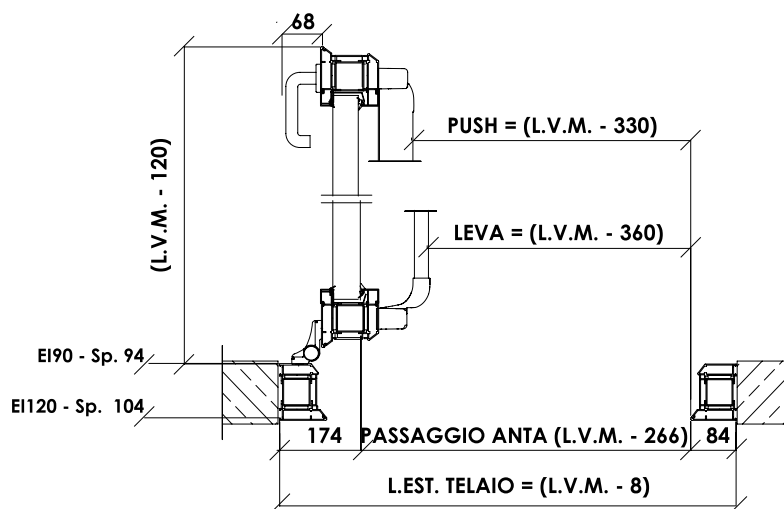 68
PUSH = (L.V.M. - 330)
(L.V.M. - 120)
LEVA = (L.V.M. - 360)
EI90 - Sp. 94
EI120 - Sp. 104
174 PASSAGGIO ANTA (L.V.M. - 266) 84
L.EST. TELAIO = (L.V.M. - 8)